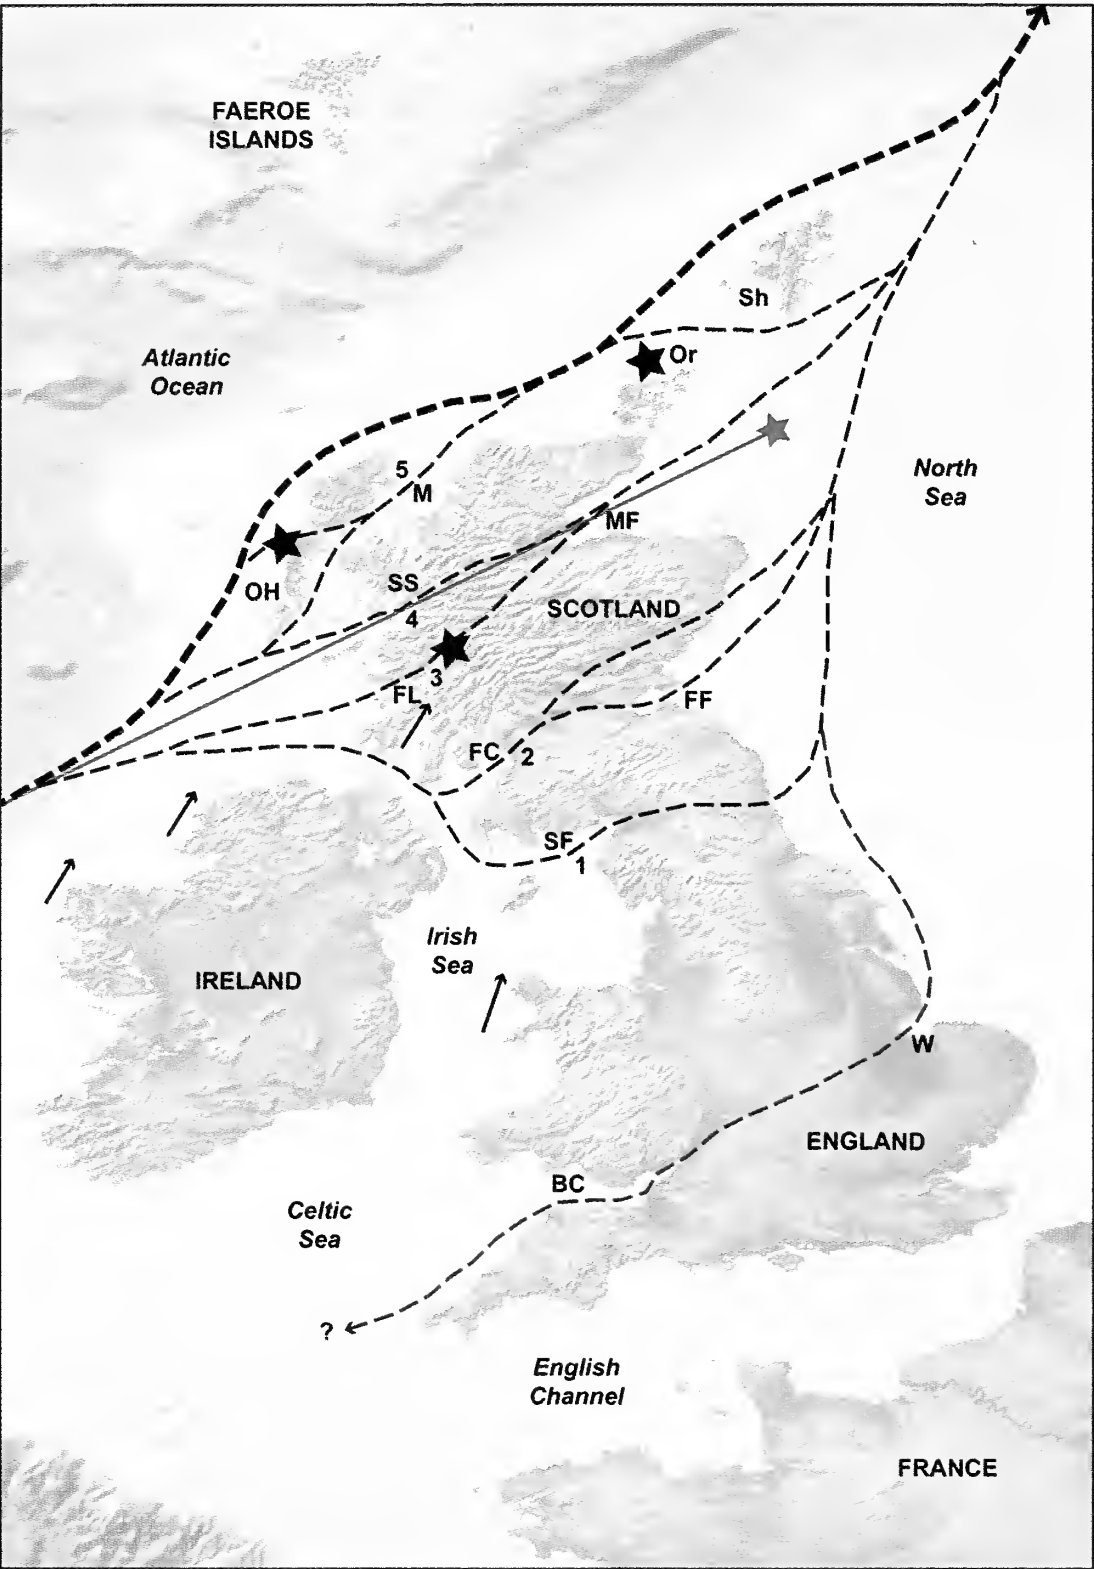 FAEROE
ISLANDS
Sh
Atlantic
Ocean
Or
5
M
North
Sea
MF
OH
SS
4
SCOTLAND
3
FL
FF
FC
2
SF
1
Irish
Sea
IRELAND
W
ENGLAND
BC
Celtic
Sea
?
English
Channel
FRANCE